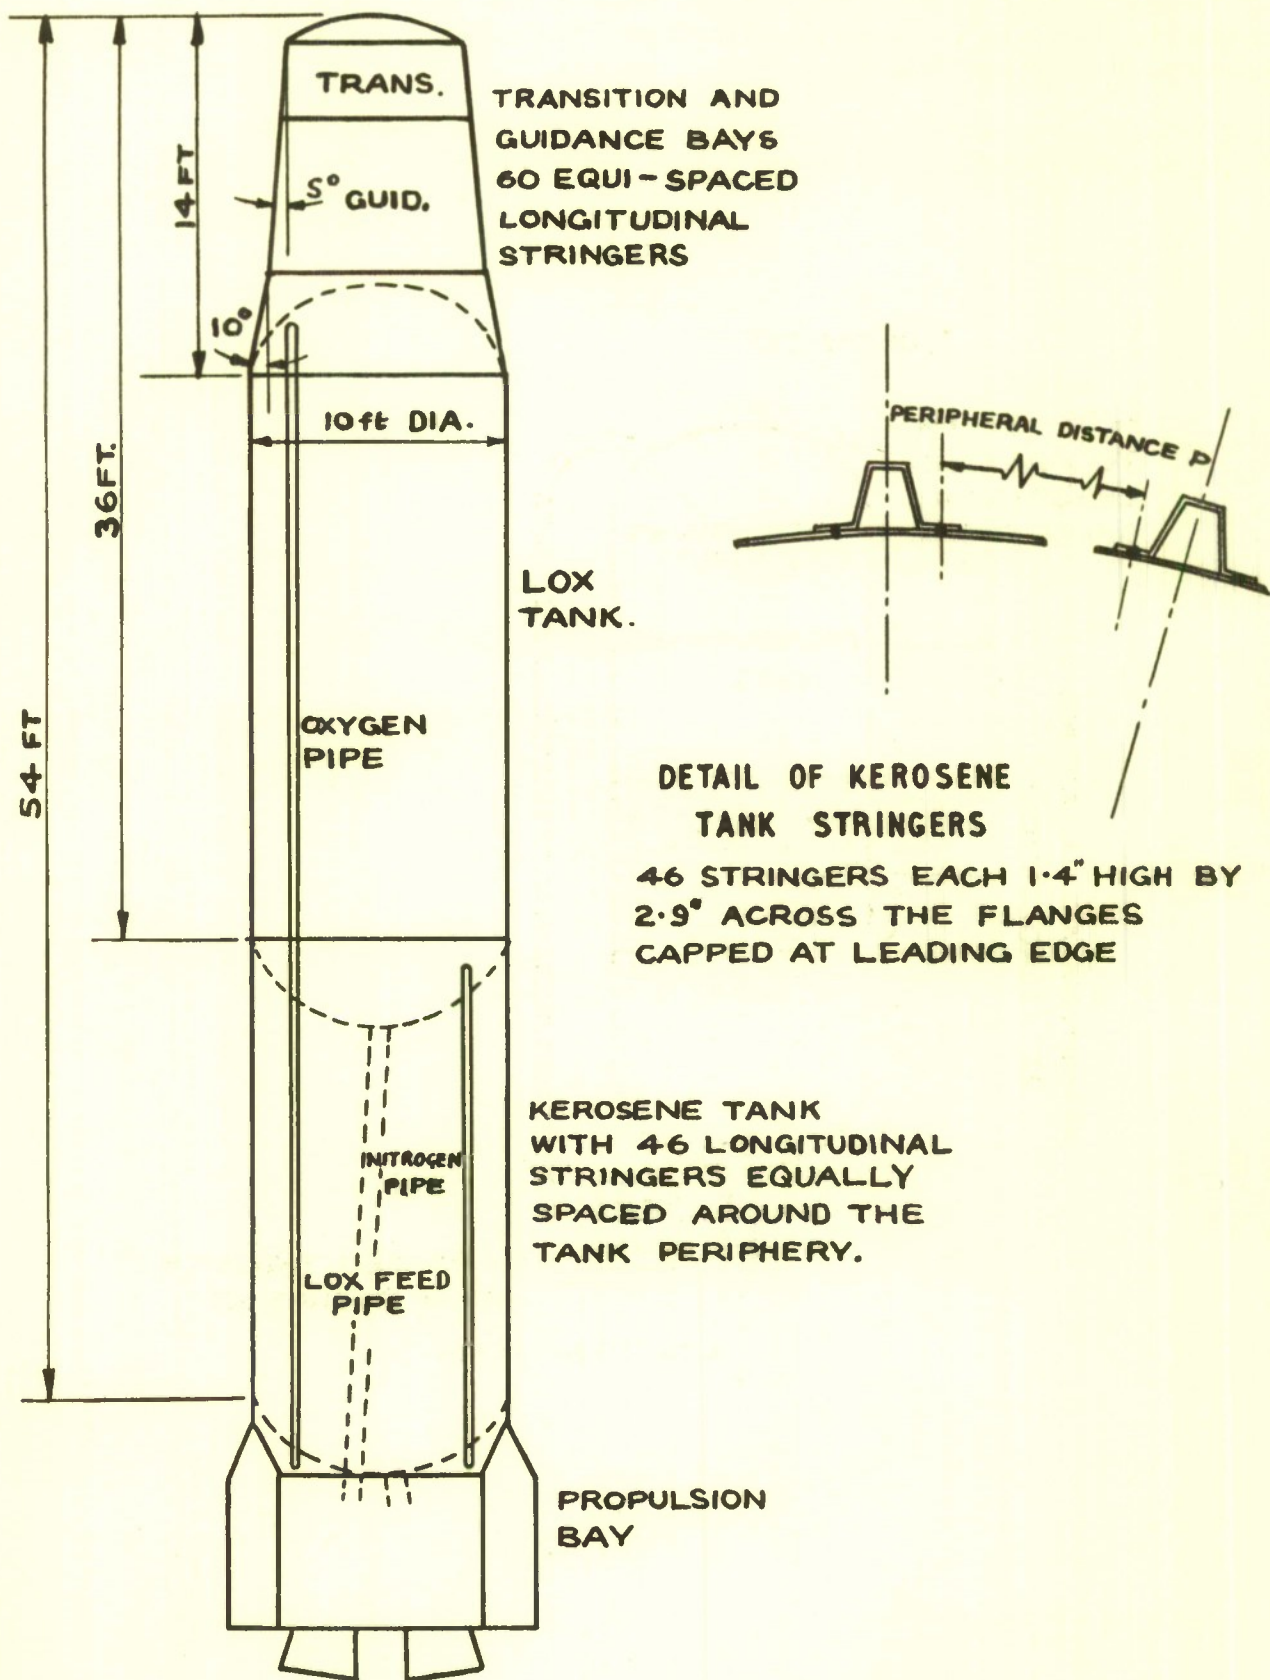 TRANS.
TRANSITION AND
GUIDANCE BAYS
60 EQUI-SPACED
LONGITUDINAL
STRINGERS
14FT
5° GUID.
10°
10ft DIA.
36FT.
PERIPHERAL DISTANCE P
LOX
TANK.
54 FT
OXYGEN
PIPE
DETAIL OF KEROSENE
TANK STRINGERS
46 STRINGERS EACH 1·4" HIGH BY
2·9" ACROSS THE FLANGES
CAPPED AT LEADING EDGE
KEROSENE TANK
WITH 46 LONGITUDINAL
STRINGERS EQUALLY
SPACED AROUND THE
TANK PERIPHERY.
NITROGEN
PIPE
LOX FEED
PIPE
PROPULSION
BAY